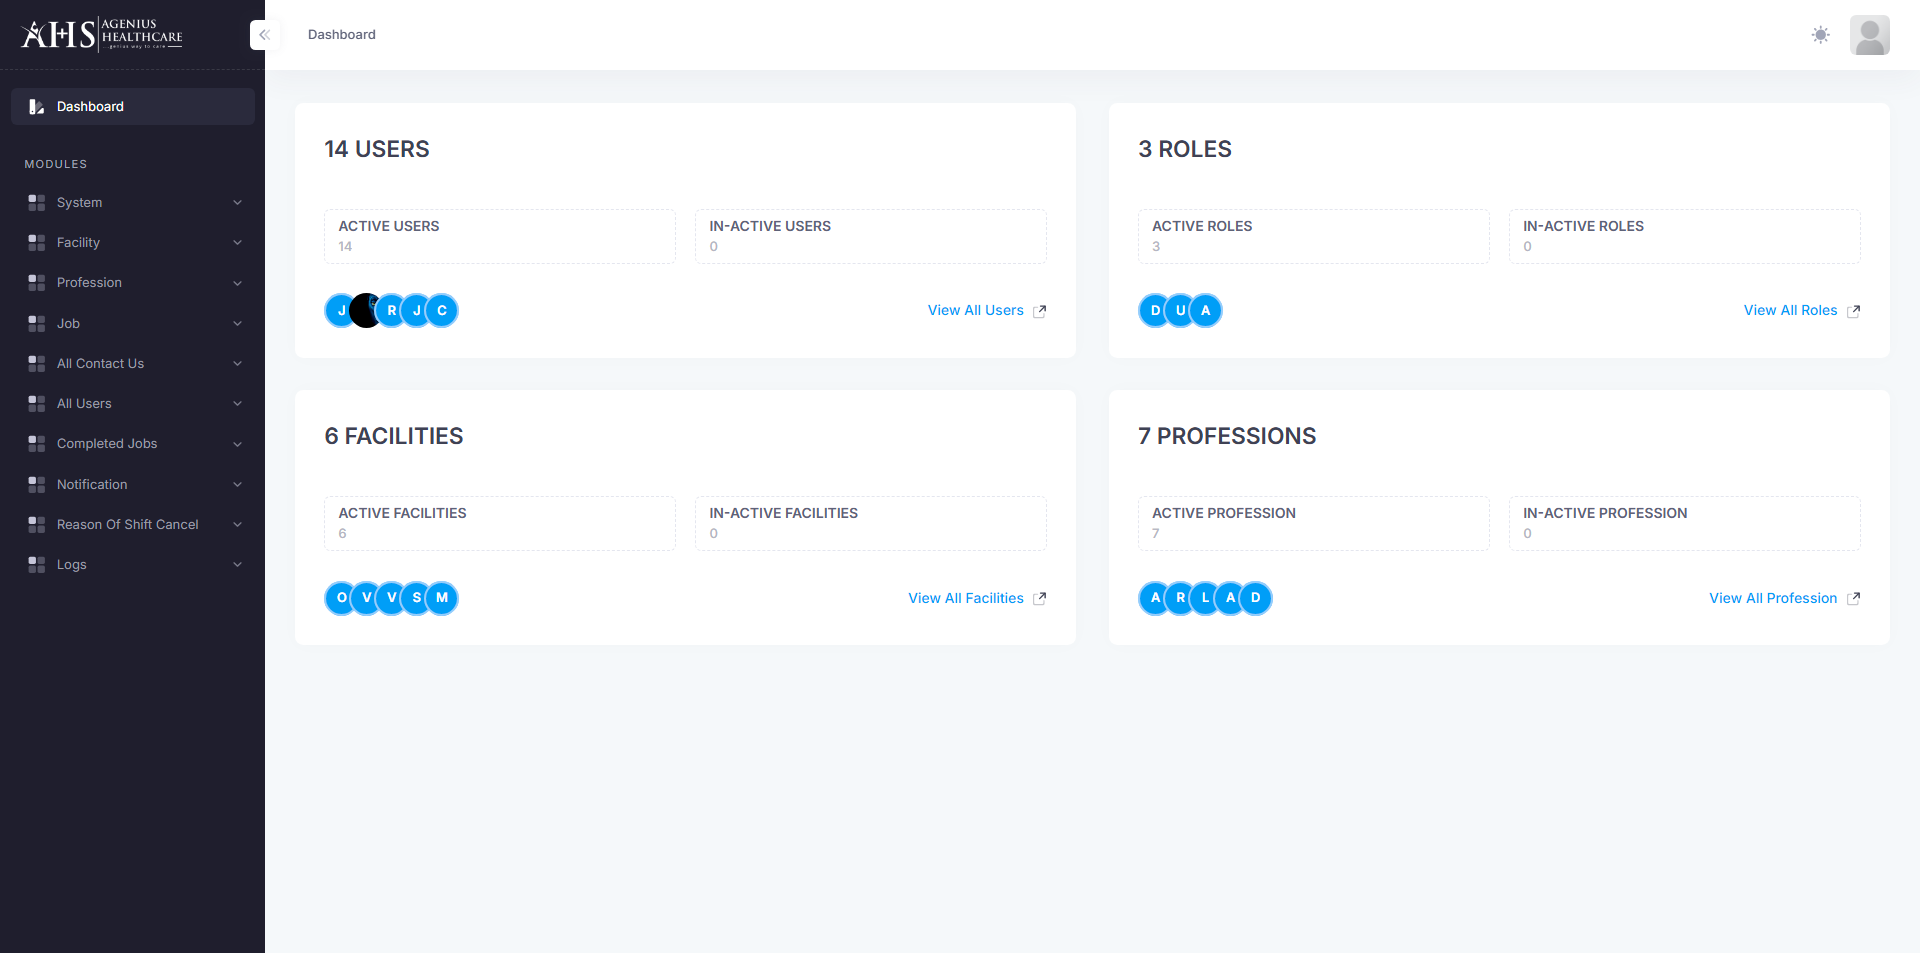 AHS AGENIUS
HEALTHCARE
...genius way to care
Dashboard
MODULES
System
Facility
Profession
Job
All Contact Us
All Users
Completed Jobs
Notification
Reason Of Shift Cancel
Logs
Dashboard
14 USERS
ACTIVE USERS
14
IN-ACTIVE USERS
0
J R J C
View All Users
3 ROLES
ACTIVE ROLES
3
IN-ACTIVE ROLES
0
D U A
View All Roles
6 FACILITIES
ACTIVE FACILITIES
6
IN-ACTIVE FACILITIES
0
O V V S M
View All Facilities
7 PROFESSIONS
ACTIVE PROFESSION
7
IN-ACTIVE PROFESSION
0
A R L A D
View All Profession